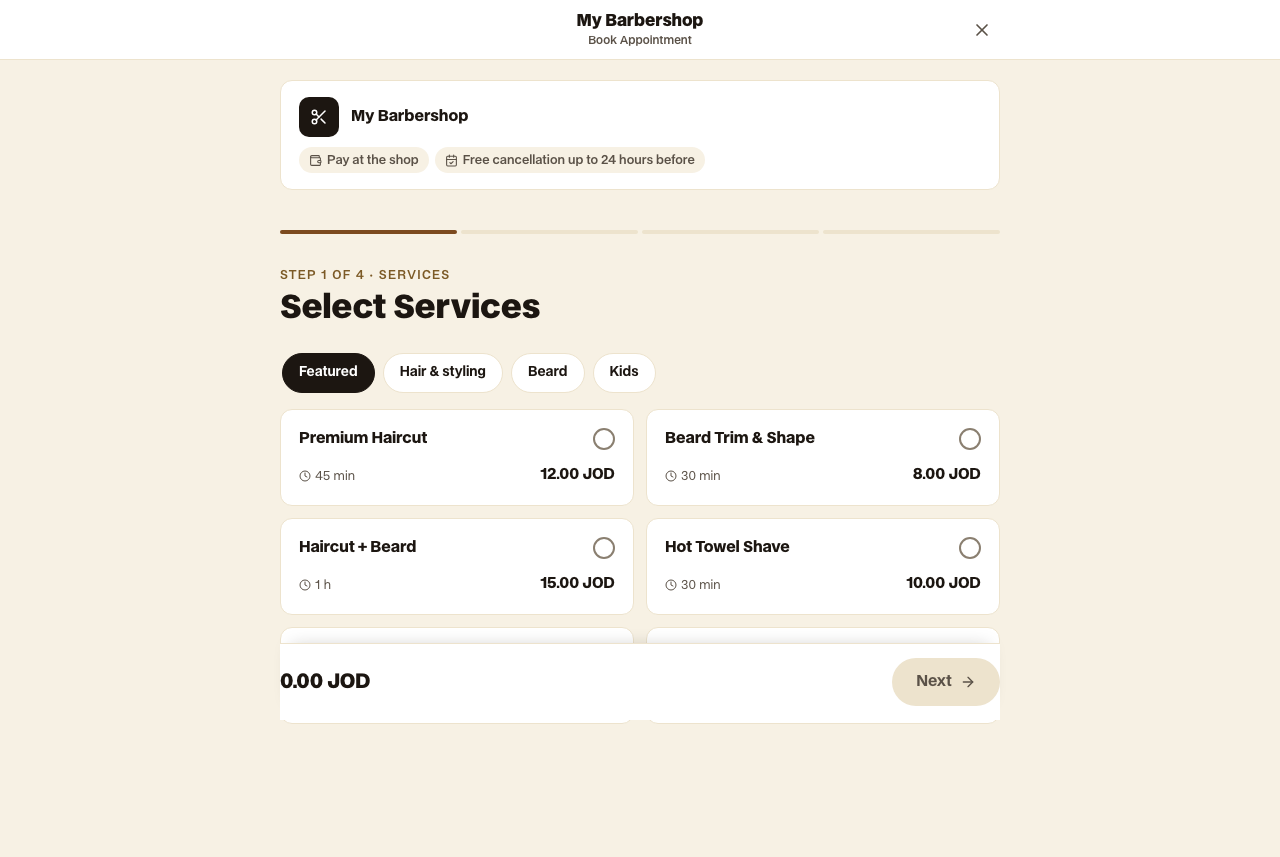 My Barbershop
Book Appointment
My Barbershop
Pay at the shop
Free cancellation up to 24 hours before
STEP 1 OF 4 · SERVICES
Select Services
Featured
Hair & styling
Beard
Kids
Premium Haircut
45 min
12.00 JOD
Beard Trim & Shape
30 min
8.00 JOD
Haircut + Beard
1 h
15.00 JOD
Hot Towel Shave
30 min
10.00 JOD
0.00 JOD
Next